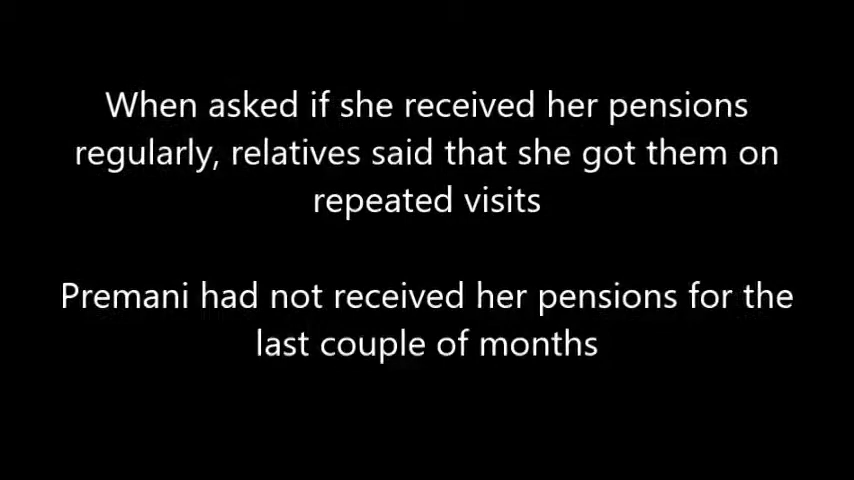 When asked if she received her pensions
regularly, relatives said that she got them on
repeated visits
Premani had not received her pensions for the
last couple of months